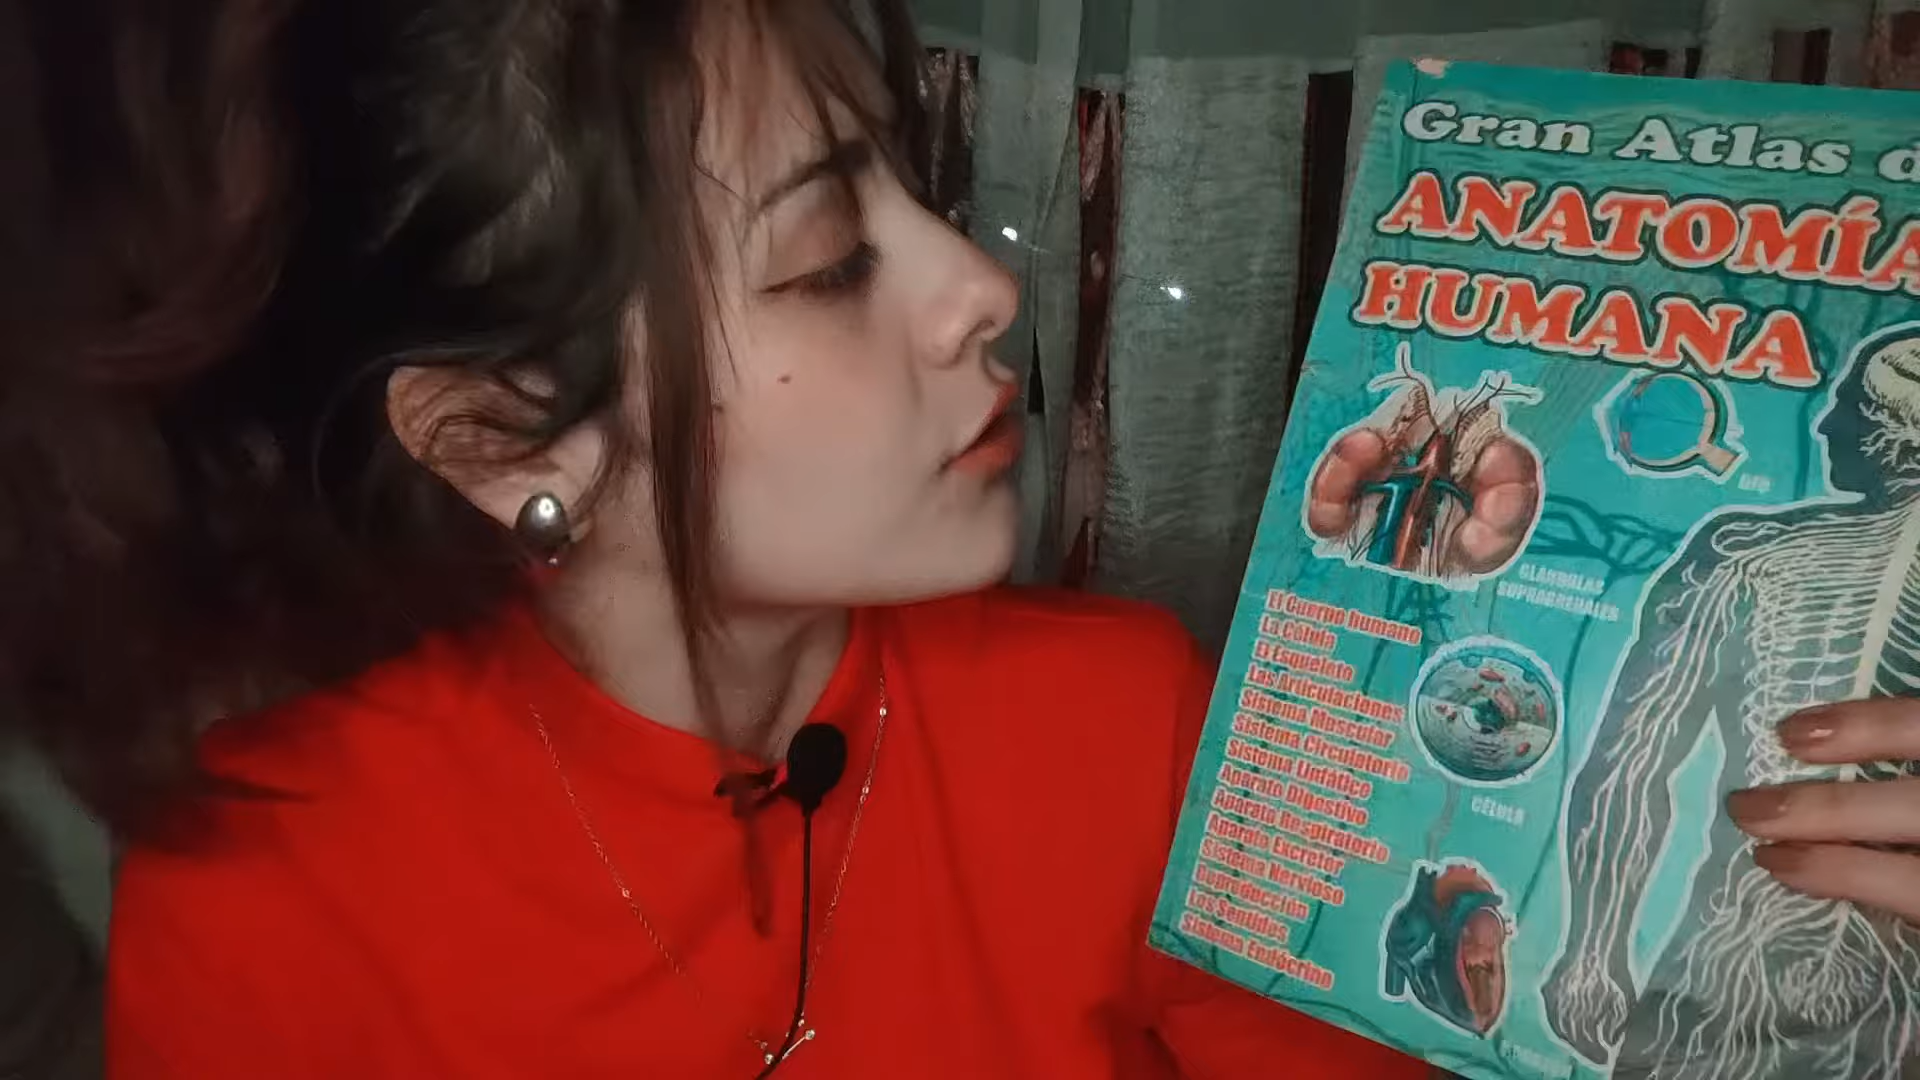 Gran Atlas d
ANATOMÍA
HUMANA
OJO
GLÁNDULAS
SUPRARRENALES
El Cuerpo humano
La Célula
El Esqueleto
Las Articulaciones
Sistema Muscular
Sistema Circulatorio
Sistema Linfático
Aparato Digestivo
Aparato Respiratorio
Aparato Excretor
Sistema Nervioso
Reproducción
Los Sentidos
Sistema Endócrino
CÉLULA